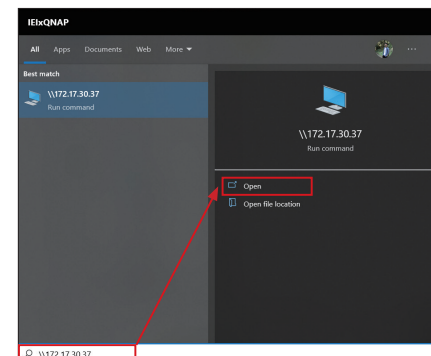 IEIxQNAP
All Apps Documents Web More ▼ ...
Best match
\\172.17.30.37
Run command
\\172.17.30.37
Run command
Open
Open file location
\\172.17.30.37